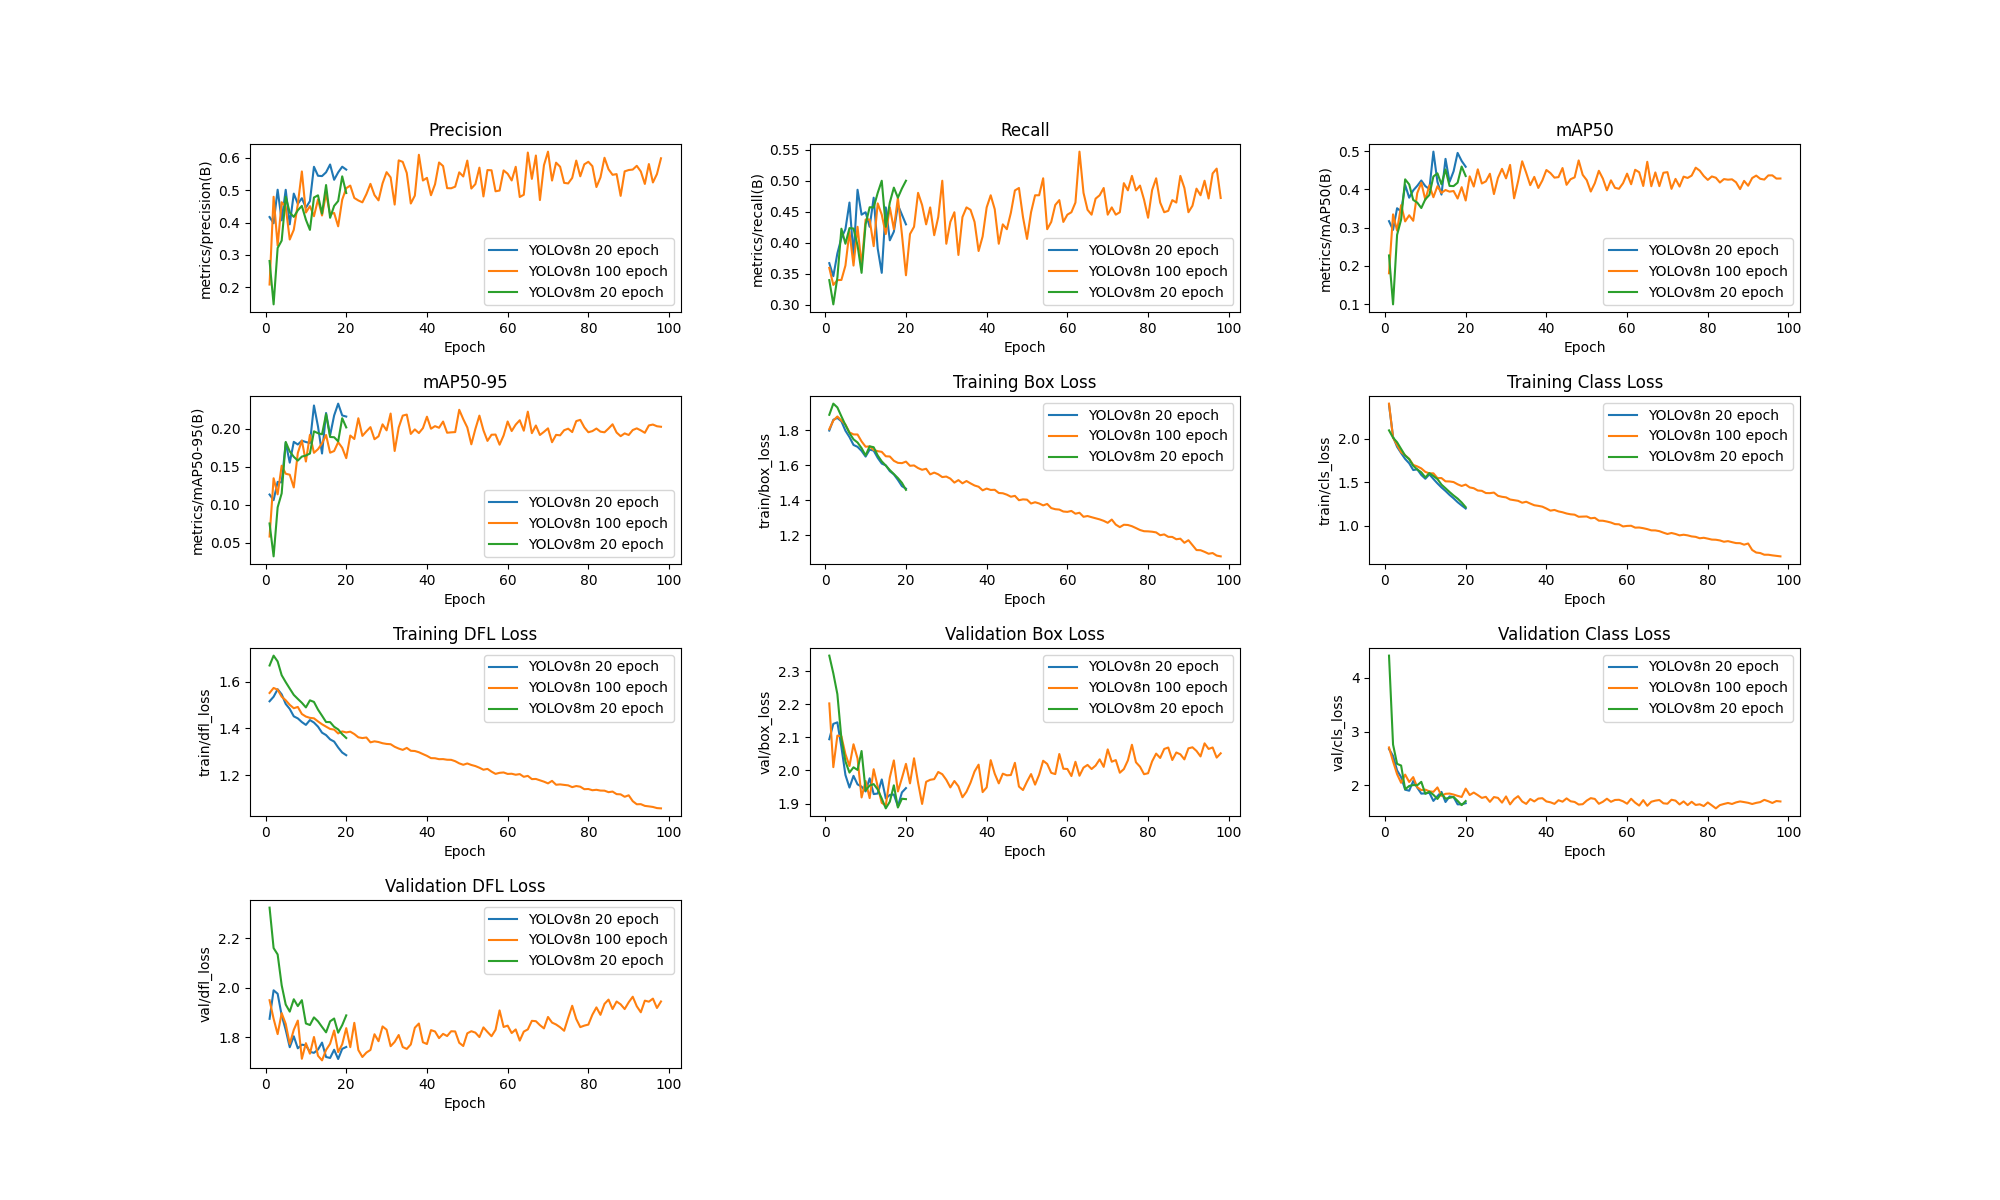 Precision
metrics/precision(B)
0.6
0.5
0.4
0.3
0.2
YOLOv8n 20 epoch
YOLOv8n 100 epoch
YOLOv8m 20 epoch
0 20 40 60 80 100
Epoch
Recall
metrics/recall(B)
0.55
0.50
0.45
0.40
0.35
0.30
YOLOv8n 20 epoch
YOLOv8n 100 epoch
YOLOv8m 20 epoch
0 20 40 60 80 100
Epoch
mAP50
metrics/mAP50(B)
0.5
0.4
0.3
0.2
0.1
YOLOv8n 20 epoch
YOLOv8n 100 epoch
YOLOv8m 20 epoch
0 20 40 60 80 100
Epoch
mAP50-95
metrics/mAP50-95(B)
0.20
0.15
0.10
0.05
YOLOv8n 20 epoch
YOLOv8n 100 epoch
YOLOv8m 20 epoch
0 20 40 60 80 100
Epoch
Training Box Loss
train/box_loss
1.8
1.6
1.4
1.2
YOLOv8n 20 epoch
YOLOv8n 100 epoch
YOLOv8m 20 epoch
0 20 40 60 80 100
Epoch
Training Class Loss
train/cls_loss
2.0
1.5
1.0
YOLOv8n 20 epoch
YOLOv8n 100 epoch
YOLOv8m 20 epoch
0 20 40 60 80 100
Epoch
Training DFL Loss
train/dfl_loss
1.6
1.4
1.2
YOLOv8n 20 epoch
YOLOv8n 100 epoch
YOLOv8m 20 epoch
0 20 40 60 80 100
Epoch
Validation Box Loss
val/box_loss
2.3
2.2
2.1
2.0
1.9
YOLOv8n 20 epoch
YOLOv8n 100 epoch
YOLOv8m 20 epoch
0 20 40 60 80 100
Epoch
Validation Class Loss
val/cls_loss
4
3
2
YOLOv8n 20 epoch
YOLOv8n 100 epoch
YOLOv8m 20 epoch
0 20 40 60 80 100
Epoch
Validation DFL Loss
val/dfl_loss
2.2
2.0
1.8
YOLOv8n 20 epoch
YOLOv8n 100 epoch
YOLOv8m 20 epoch
0 20 40 60 80 100
Epoch